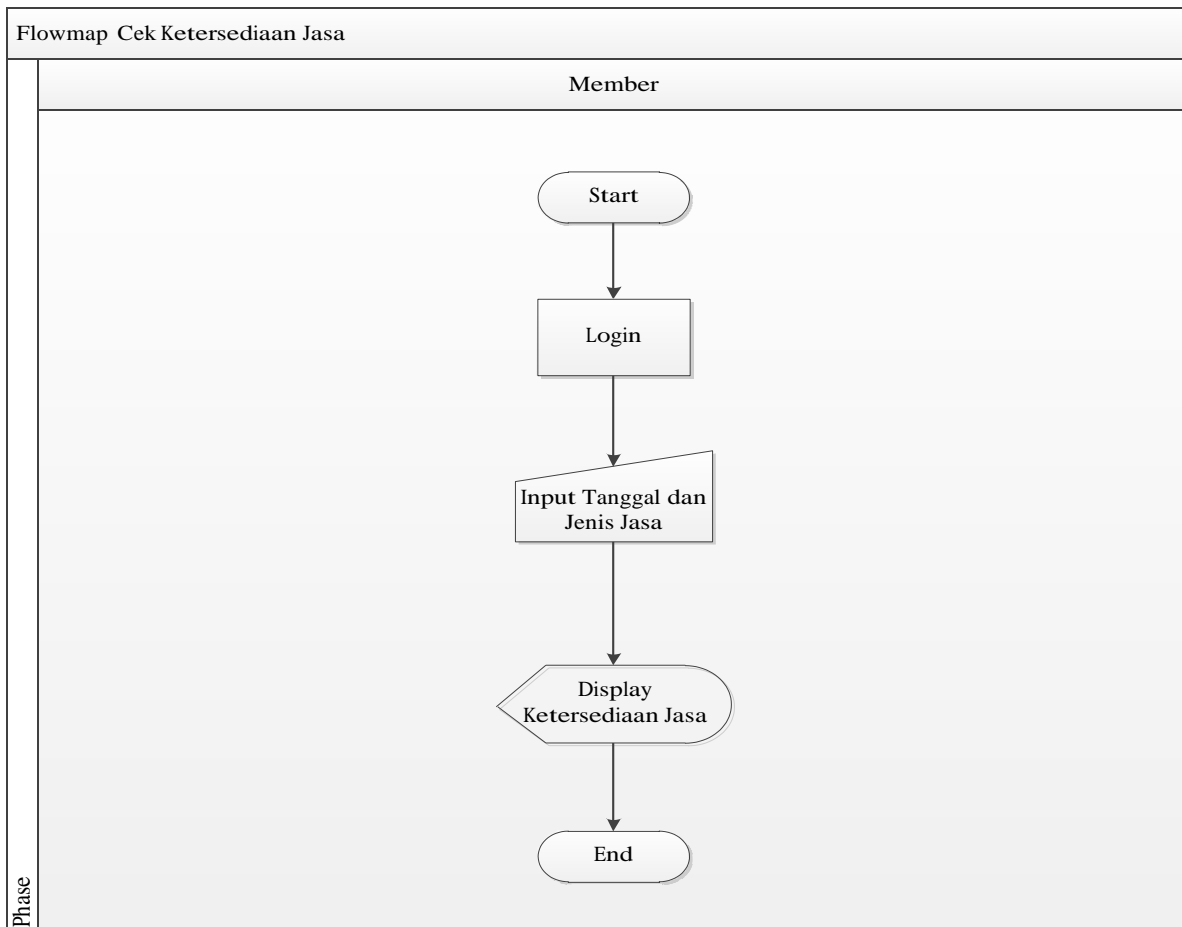 Flowmap Cek Ketersediaan Jasa
Member
Start
Login
Input Tanggal dan
Jenis Jasa
Display
Ketersediaan Jasa
End
Phase